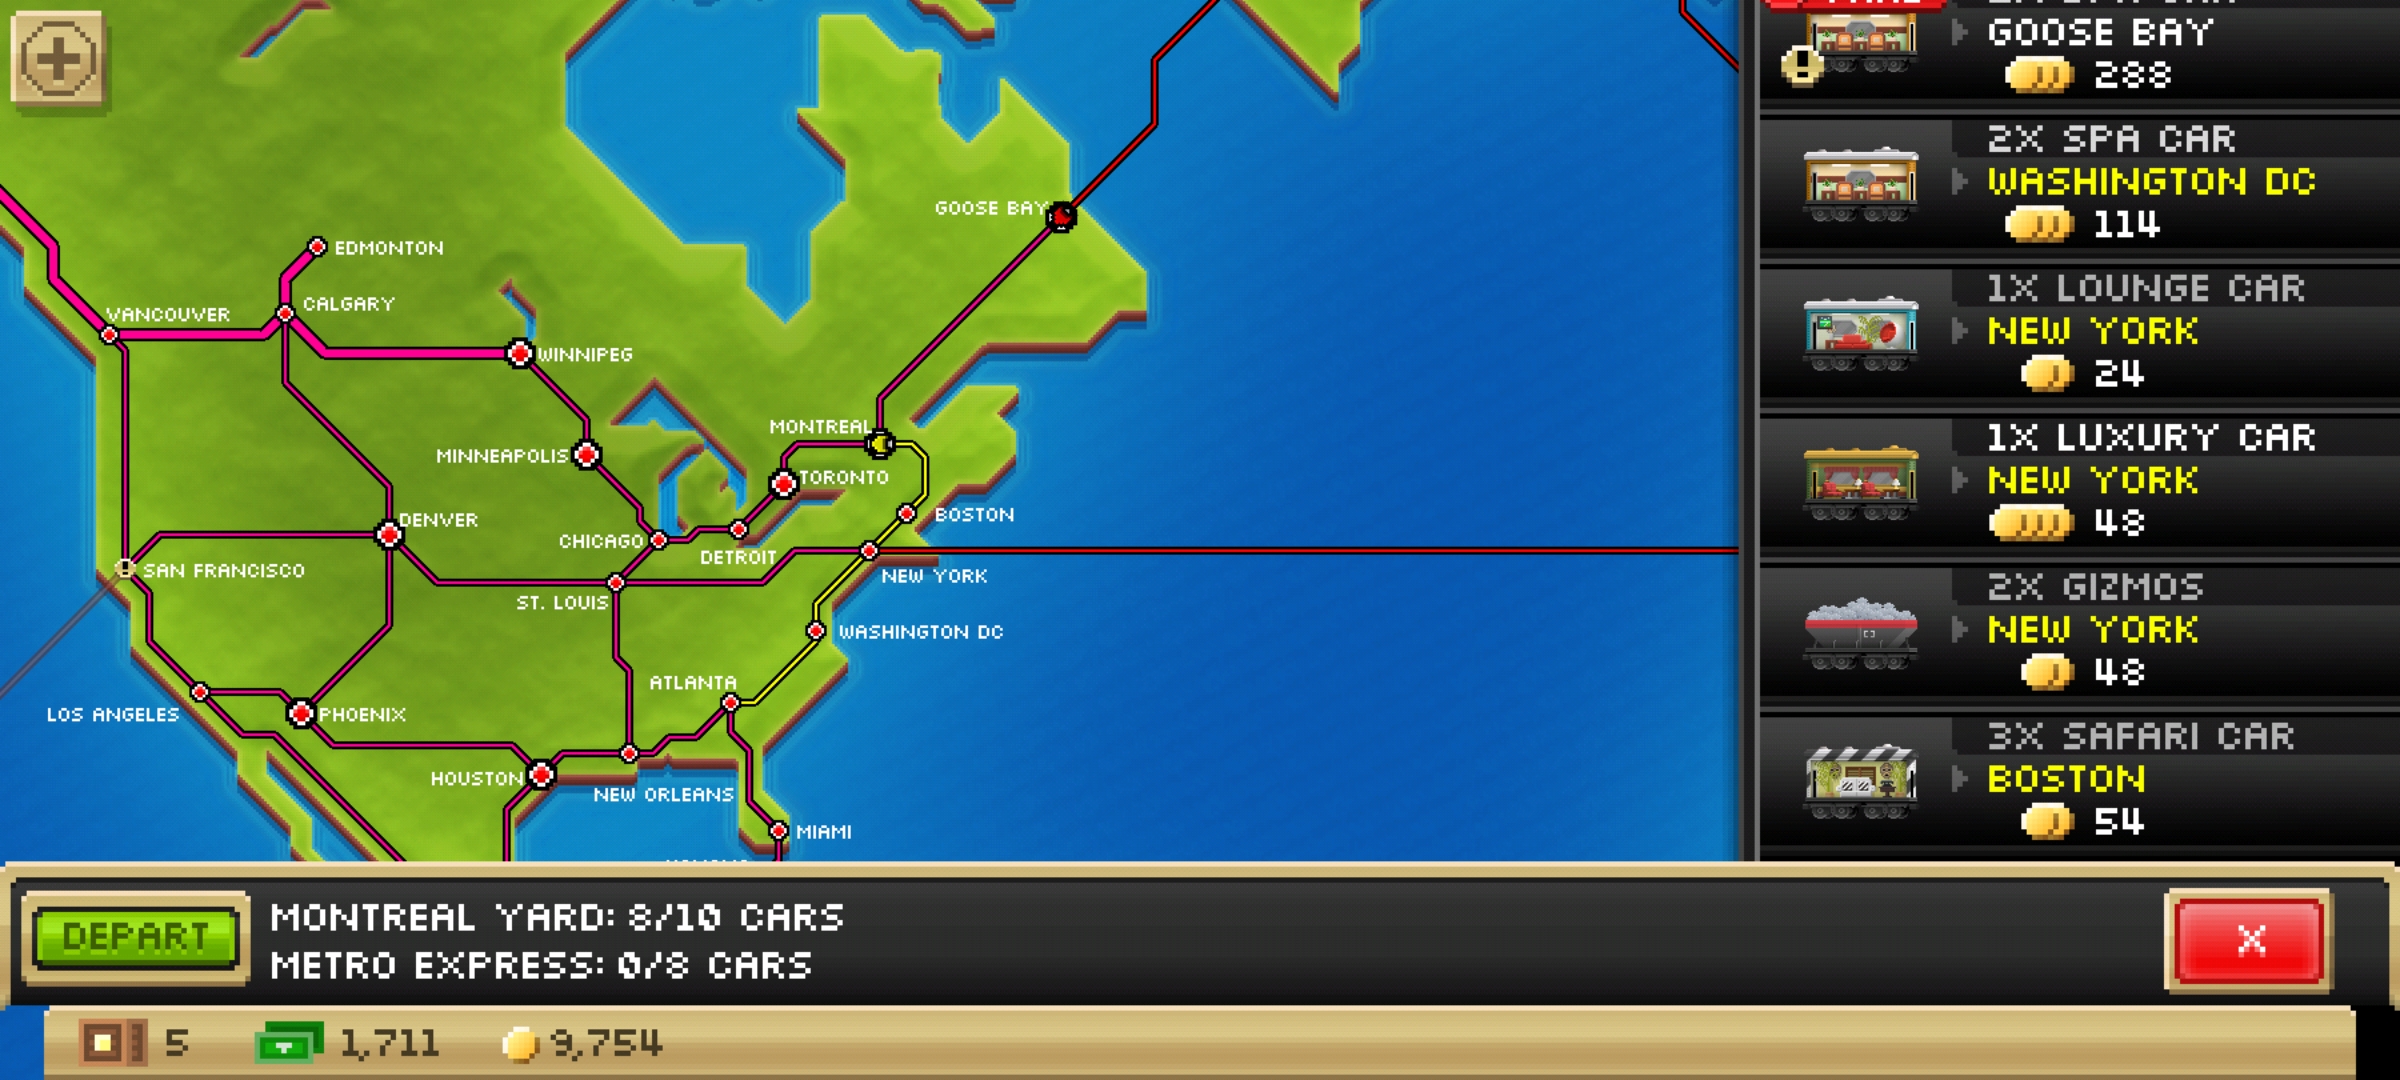 GOOSE BAY
288
2X SPA CAR
WASHINGTON DC
114
1X LOUNGE CAR
NEW YORK
24
1X LUXURY CAR
NEW YORK
48
2X GIZMOS
NEW YORK
48
3X SAFARI CAR
BOSTON
54
GOOSE BAY
EDMONTON
CALGARY
VANCOUVER
WINNIPEG
MONTREAL
MINNEAPOLIS
TORONTO
BOSTON
DENVER
CHICAGO
DETROIT
SAN FRANCISCO
NEW YORK
ST. LOUIS
WASHINGTON DC
ATLANTA
LOS ANGELES
PHOENIX
HOUSTON
NEW ORLEANS
MIAMI
DEPART
MONTREAL YARD: 8/10 CARS
METRO EXPRESS: 0/8 CARS
X
5
1,711
9,754